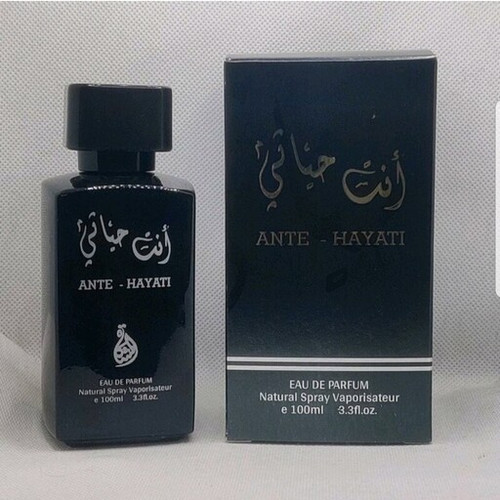 أنت حياتي
ANTE - HAYATI
EAU DE PARFUM
Natural Spray Vaporisateur
e 100ml 3.3fl.oz.
أنت حياتي
ANTE - HAYATI
EAU DE PARFUM
Natural Spray Vaporisateur
e 100ml 3.3fl.oz.